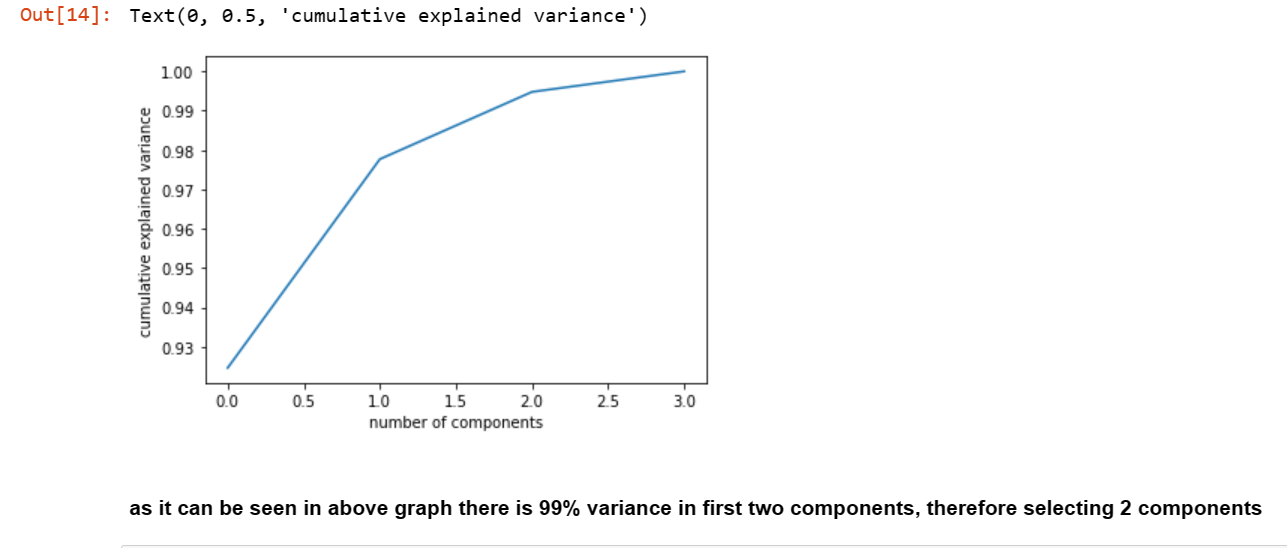 Out[14]: Text(0, 0.5, 'cumulative explained variance')
1.00
0.99
0.98
0.97
0.96
0.95
0.94
0.93
cumulative explained variance
0.0 0.5 1.0 1.5 2.0 2.5 3.0
number of components
as it can be seen in above graph there is 99% variance in first two components, therefore selecting 2 components